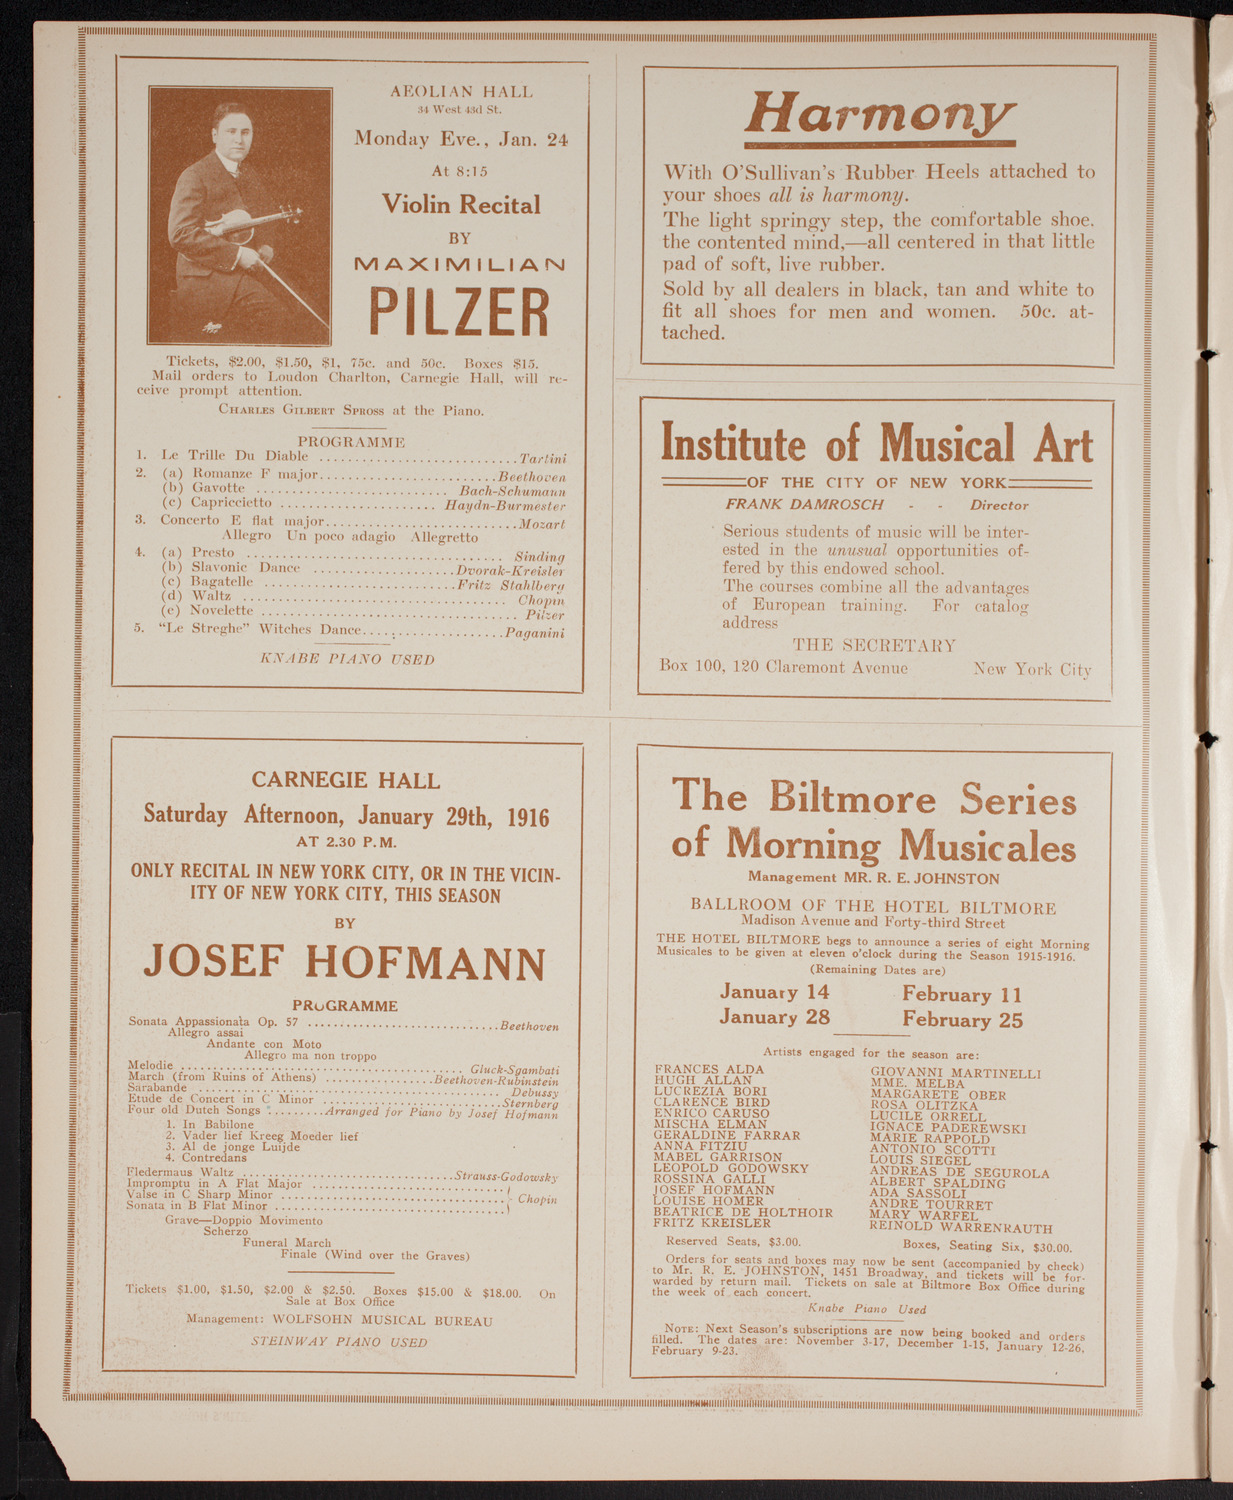 AEOLIAN HALL
34 West 43d St.
Monday Eve., Jan. 24
At 8:15
Violin Recital
BY
MAXIMILIAN
PILZER
Tickets, $2.00, $1.50, $1, 75c. and 50c. Boxes $15.
Mail orders to Loudon Charlton, Carnegie Hall, will re-
ceive prompt attention.
CHARLES GILBERT SPROSS at the Piano.
PROGRAMME
1. Le Trille Du Diable ............................Tartini
2. (a) Romanze F major.........................Beethoven
(b) Gavotte ........................... Bach-Schumann
(c) Capriccietto ...................... Haydn-Burmester
3. Concerto E flat major...........................Mozart
Allegro Un poco adagio Allegretto
4. (a) Presto .................................... Sinding
(b) Slavonic Dance ....................Dvorak-Kreisler
(c) Bagatelle ...........................Fritz Stahlberg
(d) Waltz ..................................... Chopin
(e) Novelette .................................... Pilzer
5. “Le Streghe” Witches Dance....................Paganini
KNABE PIANO USED
Harmony
With O’Sullivan’s Rubber Heels attached to
your shoes all is harmony.
The light springy step, the comfortable shoe,
the contented mind,—all centered in that little
pad of soft, live rubber.
Sold by all dealers in black, tan and white to
fit all shoes for men and women. 50c. at-
tached.
Institute of Musical Art
OF THE CITY OF NEW YORK
FRANK DAMROSCH - - Director
Serious students of music will be inter-
ested in the unusual opportunities of-
fered by this endowed school.
The courses combine all the advantages
of European training. For catalog
address
THE SECRETARY
Box 100, 120 Claremont Avenue New York City
CARNEGIE HALL
Saturday Afternoon, January 29th, 1916
AT 2.30 P.M.
ONLY RECITAL IN NEW YORK CITY, OR IN THE VICIN-
ITY OF NEW YORK CITY, THIS SEASON
BY
JOSEF HOFMANN
PROGRAMME
Sonata Appassionata Op. 57 ..............................Beethoven
Allegro assai
Andante con Moto
Allegro ma non troppo
Melodie ............................................. Gluck-Sgambati
March (from Ruins of Athens) .................Beethoven-Rubinstein
Sarabande ................................................ Debussy
Etude de Concert in C Minor ............................Sternberg
Four old Dutch Songs .........Arranged for Piano by Josef Hofmann
1. In Babilone
2. Vader lief Kreeg Moeder lief
3. Al de jonge Luijde
4. Contredans
Fledermaus Waltz .................................Strauss-Godowsky
Impromptu in A Flat Major ..............................
Valse in C Sharp Minor ................................... Chopin
Sonata in B Flat Minor ....................................
Grave—Doppio Movimento
Scherzo
Funeral March
Finale (Wind over the Graves)
Tickets $1.00, $1.50, $2.00 & $2.50. Boxes $15.00 & $18.00. On
Sale at Box Office
Management: WOLFSOHN MUSICAL BUREAU
STEINWAY PIANO USED
The Biltmore Series
of Morning Musicales
Management MR. R. E. JOHNSTON
BALLROOM OF THE HOTEL BILTMORE
Madison Avenue and Forty-third Street
THE HOTEL BILTMORE begs to announce a series of eight Morning
Musicales to be given at eleven o’clock during the Season 1915-1916.
(Remaining Dates are)
January 14 February 11
January 28 February 25
Artists engaged for the season are:
FRANCES ALDA
HUGH ALLAN
LUCREZIA BORI
CLARENCE BIRD
ENRICO CARUSO
MISCHA ELMAN
GERALDINE FARRAR
ANNA FITZIU
MABEL GARRISON
LEOPOLD GODOWSKY
ROSSINA GALLI
JOSEF HOFMANN
LOUISE HOMER
BEATRICE DE HOLTHOIR
FRITZ KREISLER
GIOVANNI MARTINELLI
MME. MELBA
MARGARETE OBER
ROSA OLITZKA
LUCILE ORRELL
IGNACE PADEREWSKI
MARIE RAPPOLD
ANTONIO SCOTTI
LOUIS SIEGEL
ANDREAS DE SEGUROLA
ALBERT SPALDING
ADA SASSOLI
ANDRE TOURRET
MARY WARFEL
REINOLD WARRENRAUTH
Reserved Seats, $3.00. Boxes, Seating Six, $30.00.
Orders for seats and boxes may now be sent (accompanied by check)
to Mr. R. E. JOHNSTON, 1451 Broadway, and tickets will be for-
warded by return mail. Tickets on sale at Biltmore Box Office during
the week of each concert.
Knabe Piano Used
NOTE: Next Season’s subscriptions are now being booked and orders
filled. The dates are: November 3-17, December 1-15, January 12-26,
February 9-23.